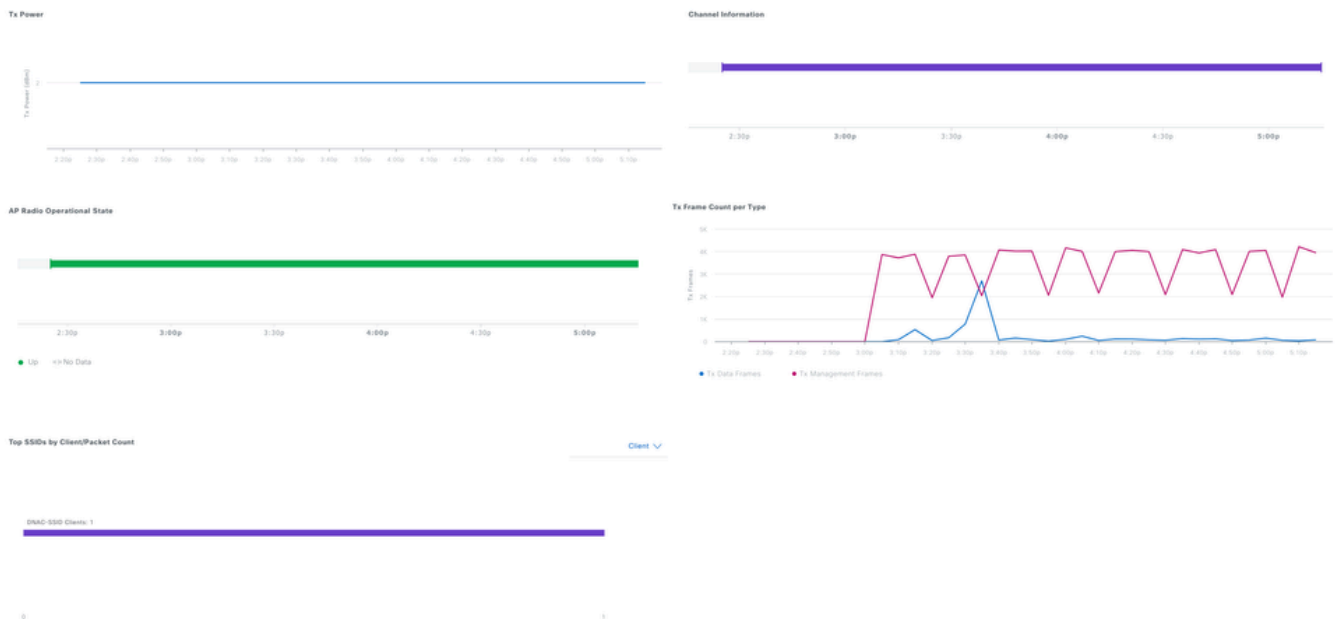 Tx Power
Tx Power (dBm)
2
2:20p 2:30p 2:40p 2:50p 3:00p 3:10p 3:20p 3:30p 3:40p 3:50p 4:00p 4:10p 4:20p 4:30p 4:40p 4:50p 5:00p 5:10p
Channel Information
2:30p 3:00p 3:30p 4:00p 4:30p 5:00p
AP Radio Operational State
2:30p 3:00p 3:30p 4:00p 4:30p 5:00p
Up <> No Data
Tx Frame Count per Type
Tx Frames
5K
4K
3K
2K
1K
0
2:20p 2:30p 2:40p 2:50p 3:00p 3:10p 3:20p 3:30p 3:40p 3:50p 4:00p 4:10p 4:20p 4:30p 4:40p 4:50p 5:00p 5:10p
Tx Data Frames Tx Management Frames
Top SSIDs by Client/Packet Count
Client
DNAC-SSID Clients: 1
0 1